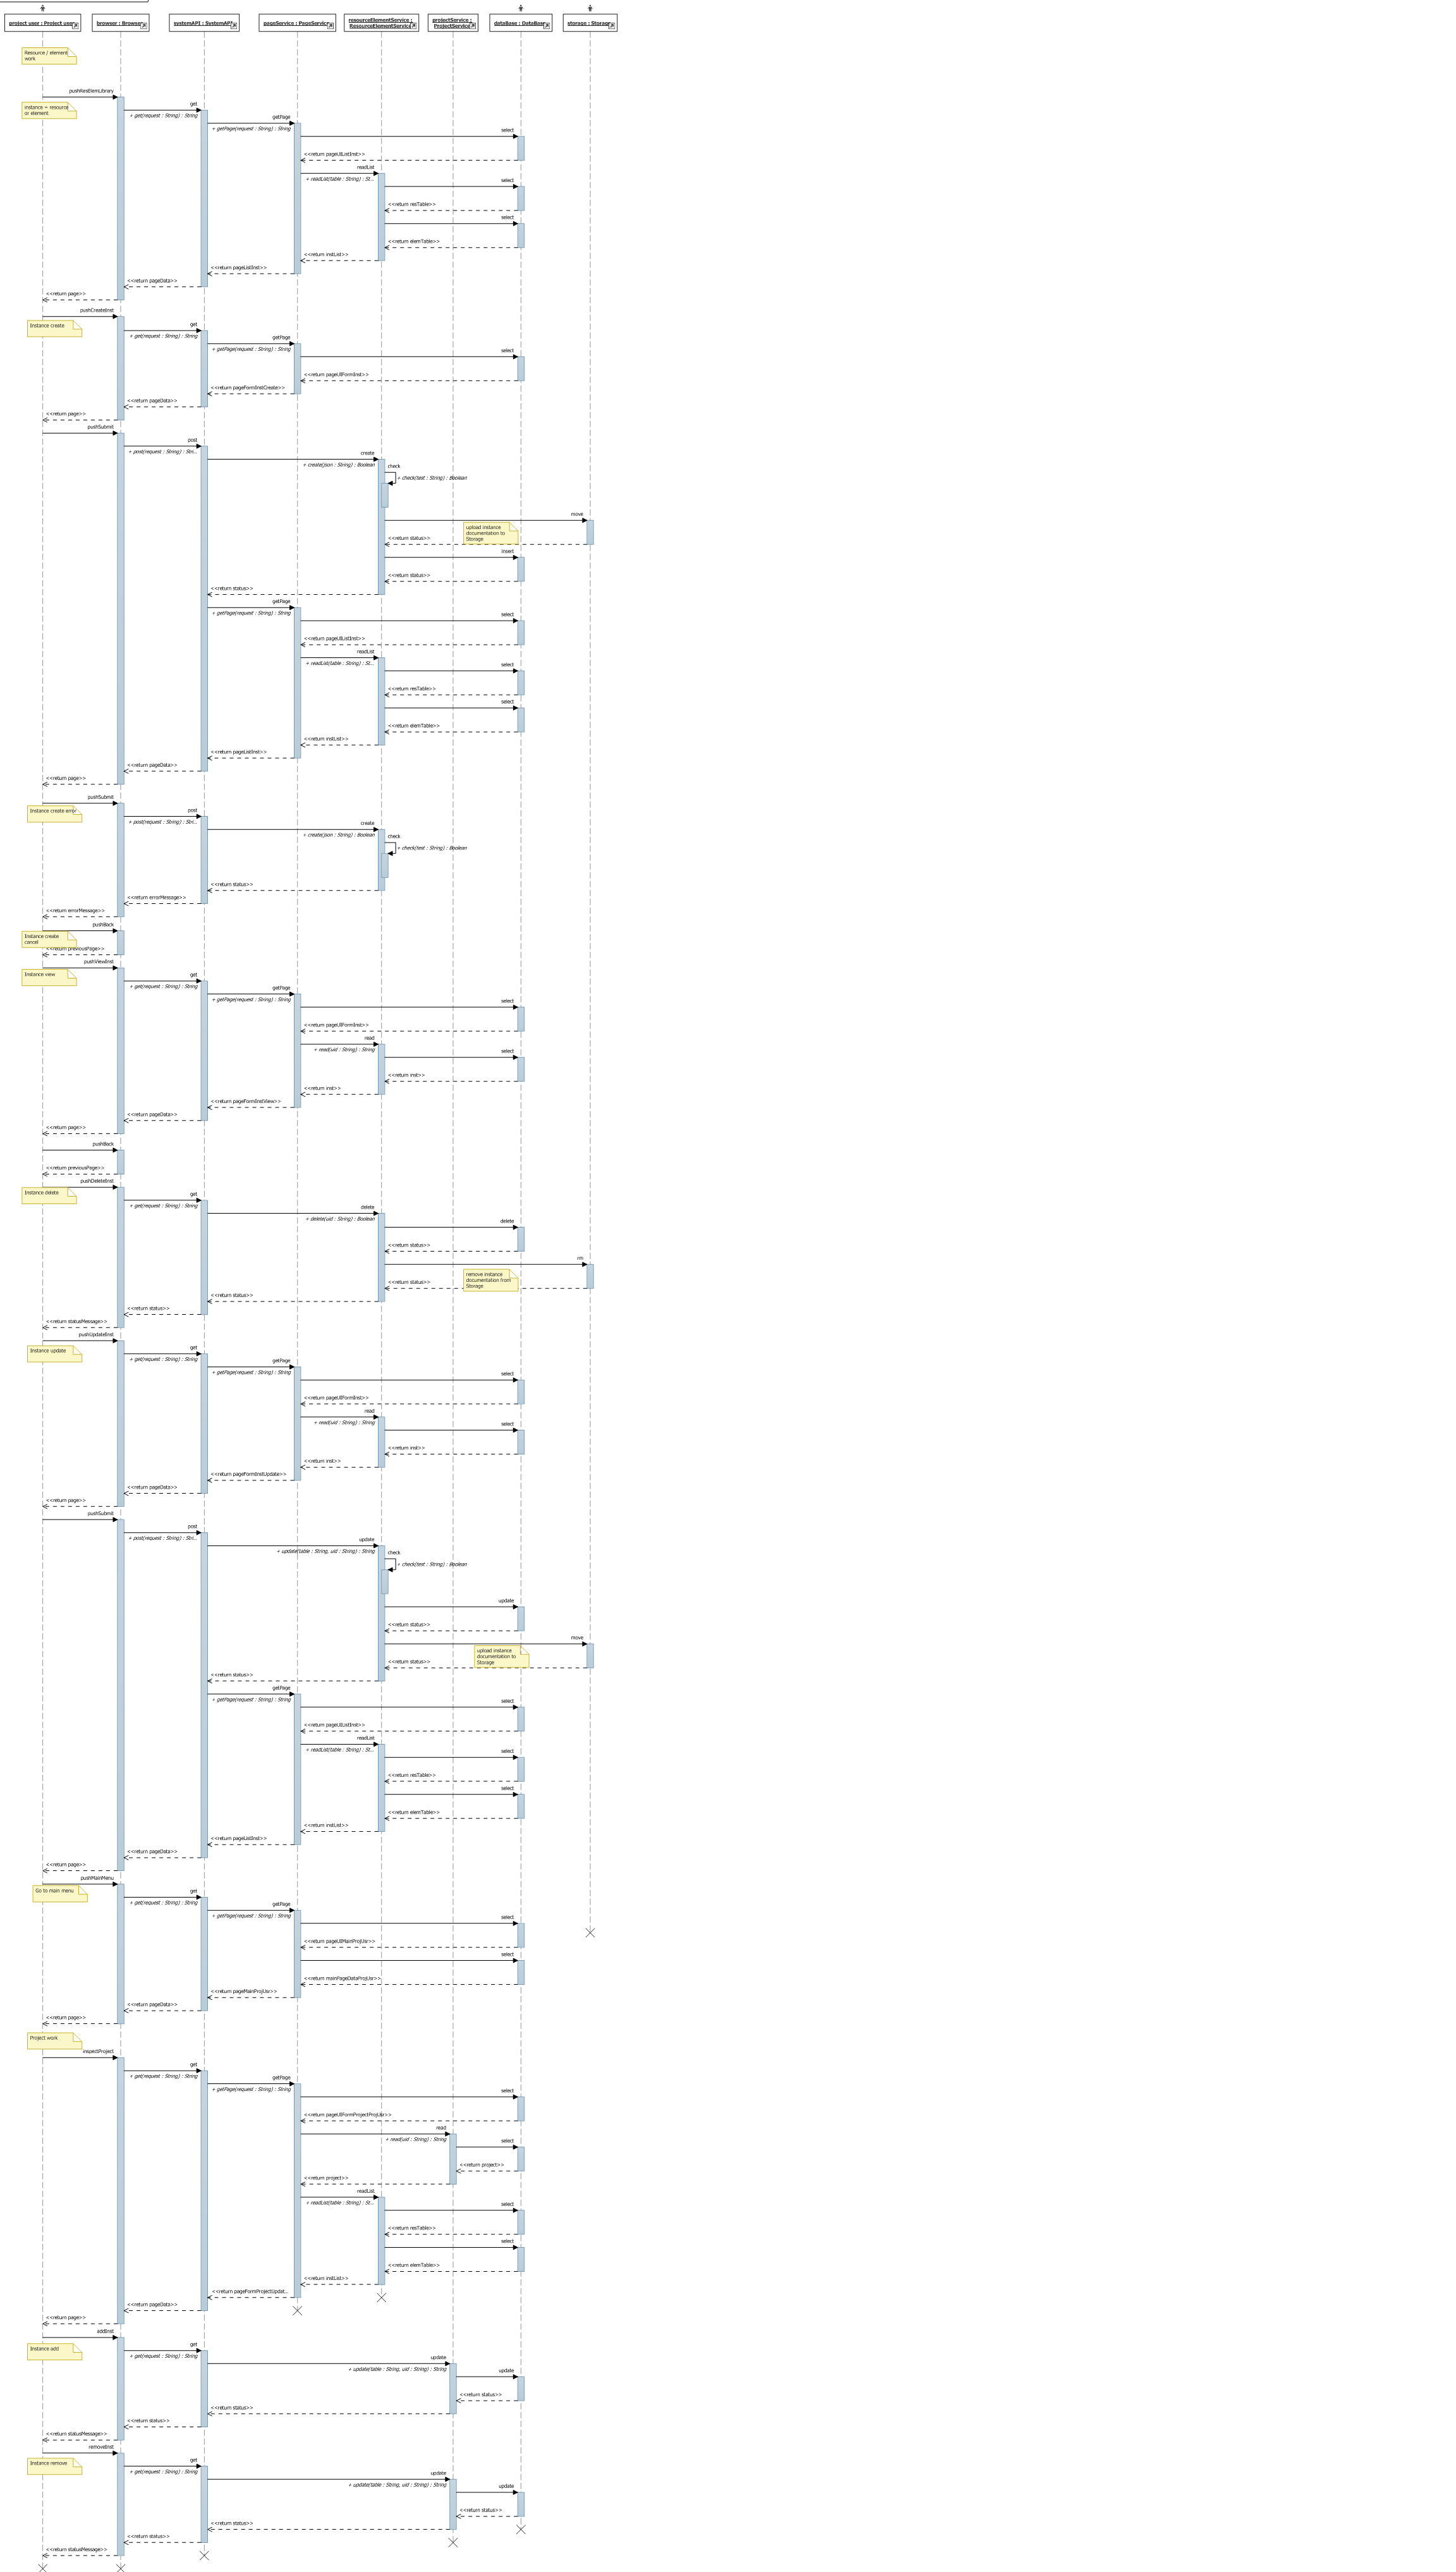 project user : Project user
browser : Browser
systemAPI : SystemAPI
pageService : PageService
resourceElementService :
ResourceElementService
projectService :
ProjectService
dataBase : DataBase
storage : Storage
Resource / element
work
pushResElemLibrary
instance = resource
or element
get
+ get(request : String) : String
getPage
+ getPage(request : String) : String
select
<<return pageUIListInst>>
readList
+ readList(table : String) : St...
select
<<return resTable>>
select
<<return elemTable>>
<<return instList>>
<<return pageListInst>>
<<return pageData>>
<<return page>>
pushCreateInst
Instance create
get
+ get(request : String) : String
getPage
+ getPage(request : String) : String
select
<<return pageUIFormInst>>
<<return pageFormInstCreate>>
<<return pageData>>
<<return page>>
pushSubmit
post
+ post(request : String) : Stri...
create
+ create(json : String) : Boolean
check
+ check(test : String) : Boolean
move
upload instance
documentation to
Storage
<<return status>>
insert
<<return status>>
<<return status>>
getPage
+ getPage(request : String) : String
select
<<return pageUIListInst>>
readList
+ readList(table : String) : St...
select
<<return resTable>>
select
<<return elemTable>>
<<return instList>>
<<return pageListInst>>
<<return pageData>>
<<return page>>
pushSubmit
Instance create error
post
+ post(request : String) : Stri...
create
+ create(json : String) : Boolean
check
+ check(test : String) : Boolean
<<return status>>
<<return errorMessage>>
<<return errorMessage>>
pushBack
Instance create
cancel
<<return previousPage>>
pushViewInst
Instance view
get
+ get(request : String) : String
getPage
+ getPage(request : String) : String
select
<<return pageUIFormInst>>
read
+ read(uid : String) : String
select
<<return inst>>
<<return inst>>
<<return pageFormInstView>>
<<return pageData>>
<<return page>>
pushBack
<<return previousPage>>
pushDeleteInst
Instance delete
get
+ get(request : String) : String
delete
+ delete(uid : String) : Boolean
delete
<<return status>>
rm
remove instance
documentation from
Storage
<<return status>>
<<return status>>
<<return status>>
<<return statusMessage>>
pushUpdateInst
Instance update
get
+ get(request : String) : String
getPage
+ getPage(request : String) : String
select
<<return pageUIFormInst>>
read
+ read(uid : String) : String
select
<<return inst>>
<<return inst>>
<<return pageFormInstUpdate>>
<<return pageData>>
<<return page>>
pushSubmit
post
+ post(request : String) : Stri...
update
+ update(table : String, uid : String) : String
check
+ check(test : String) : Boolean
update
<<return status>>
move
upload instance
documentation to
Storage
<<return status>>
<<return status>>
getPage
+ getPage(request : String) : String
select
<<return pageUIListInst>>
readList
+ readList(table : String) : St...
select
<<return resTable>>
select
<<return elemTable>>
<<return instList>>
<<return pageListInst>>
<<return pageData>>
<<return page>>
pushMainMenu
Go to main menu
get
+ get(request : String) : String
getPage
+ getPage(request : String) : String
select
<<return pageUIMainProjUsr>>
select
<<return mainPageDataProjUsr>>
<<return pageMainProjUsr>>
<<return pageData>>
<<return page>>
Project work
inspectProject
get
+ get(request : String) : String
getPage
+ getPage(request : String) : String
select
<<return pageUIFormProjectProjUsr>>
read
+ read(uid : String) : String
select
<<return project>>
<<return project>>
readList
+ readList(table : String) : St...
select
<<return resTable>>
select
<<return elemTable>>
<<return instList>>
<<return pageFormProjectUpdat...
<<return pageData>>
<<return page>>
addInst
Instance add
get
+ get(request : String) : String
update
+ update(table : String, uid : String) : String
update
<<return status>>
<<return status>>
<<return status>>
<<return statusMessage>>
removeInst
Instance remove
get
+ get(request : String) : String
update
+ update(table : String, uid : String) : String
update
<<return status>>
<<return status>>
<<return status>>
<<return statusMessage>>